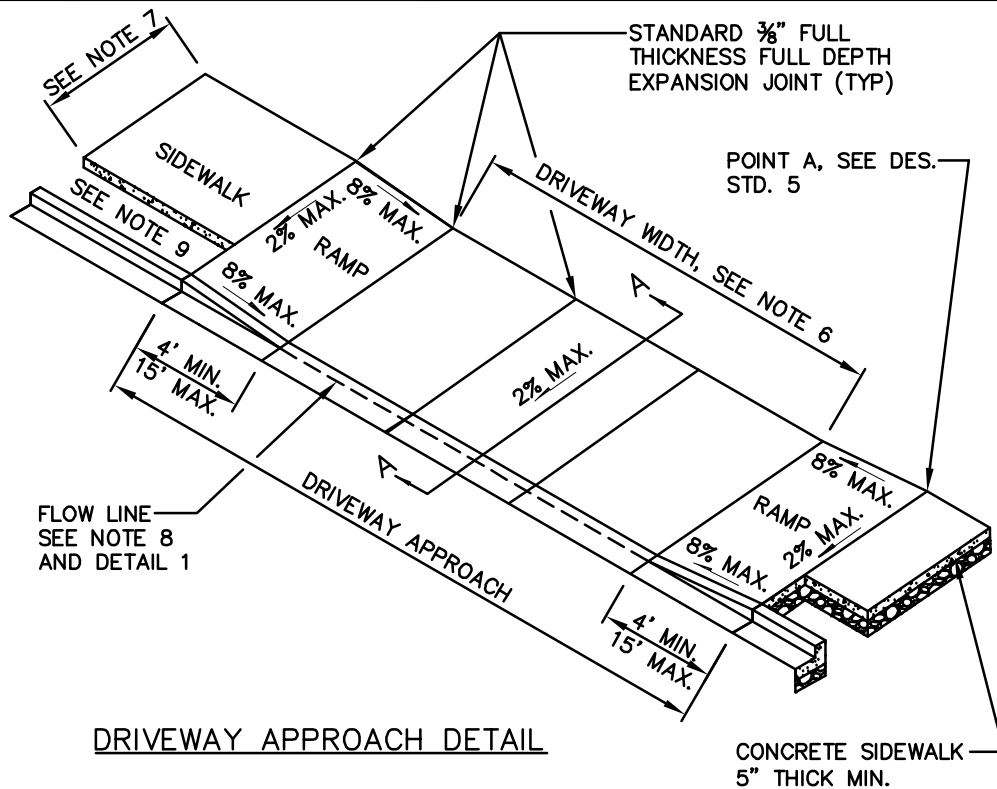 STANDARD ⅜" FULL
THICKNESS FULL DEPTH
EXPANSION JOINT (TYP)
SEE NOTE 7
POINT A, SEE DES.
STD. 5
SIDEWALK
SEE NOTE 9
8% MAX.
2% MAX.
RAMP
8% MAX.
DRIVEWAY WIDTH, SEE NOTE 6
A
2% MAX.
A
4' MIN.
15' MAX.
FLOW LINE
SEE NOTE 8
AND DETAIL 1
DRIVEWAY APPROACH
8% MAX.
RAMP
2% MAX.
8% MAX.
4' MIN.
15' MAX.
DRIVEWAY APPROACH DETAIL
CONCRETE SIDEWALK
5" THICK MIN.